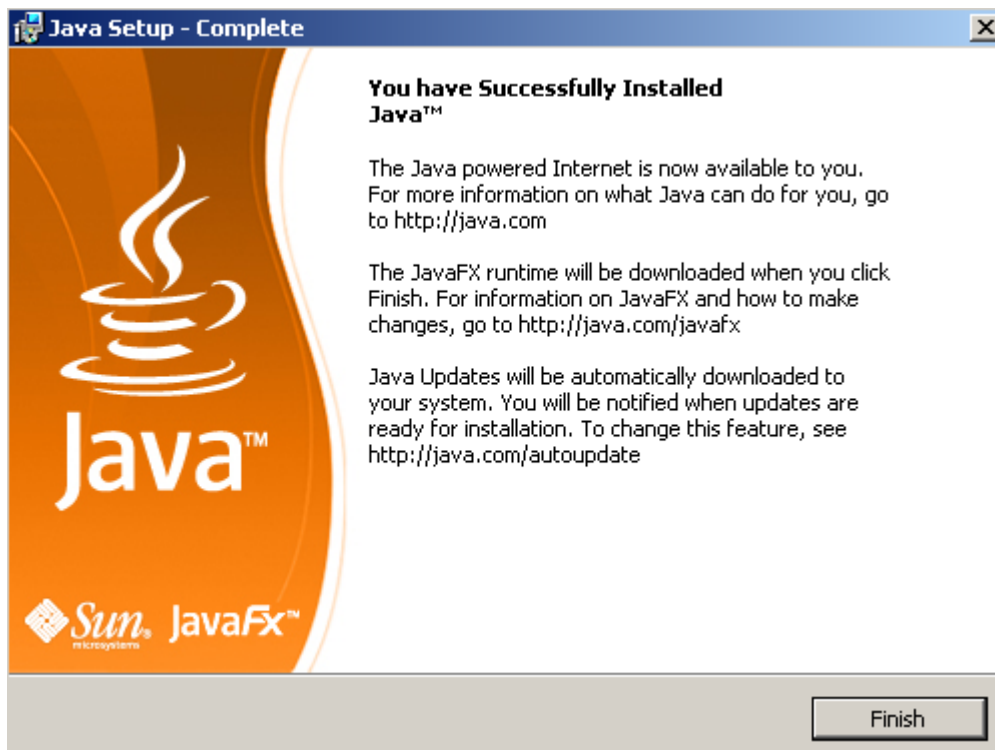 Java Setup - Complete
You have Successfully Installed
Java™
The Java powered Internet is now available to you.
For more information on what Java can do for you, go
to http://java.com
The JavaFX runtime will be downloaded when you click
Finish. For information on JavaFX and how to make
changes, go to http://java.com/javafx
Java Updates will be automatically downloaded to
your system. You will be notified when updates are
ready for installation. To change this feature, see
http://java.com/autoupdate
Java™
Sun® JavaFX™
microsystems
Finish